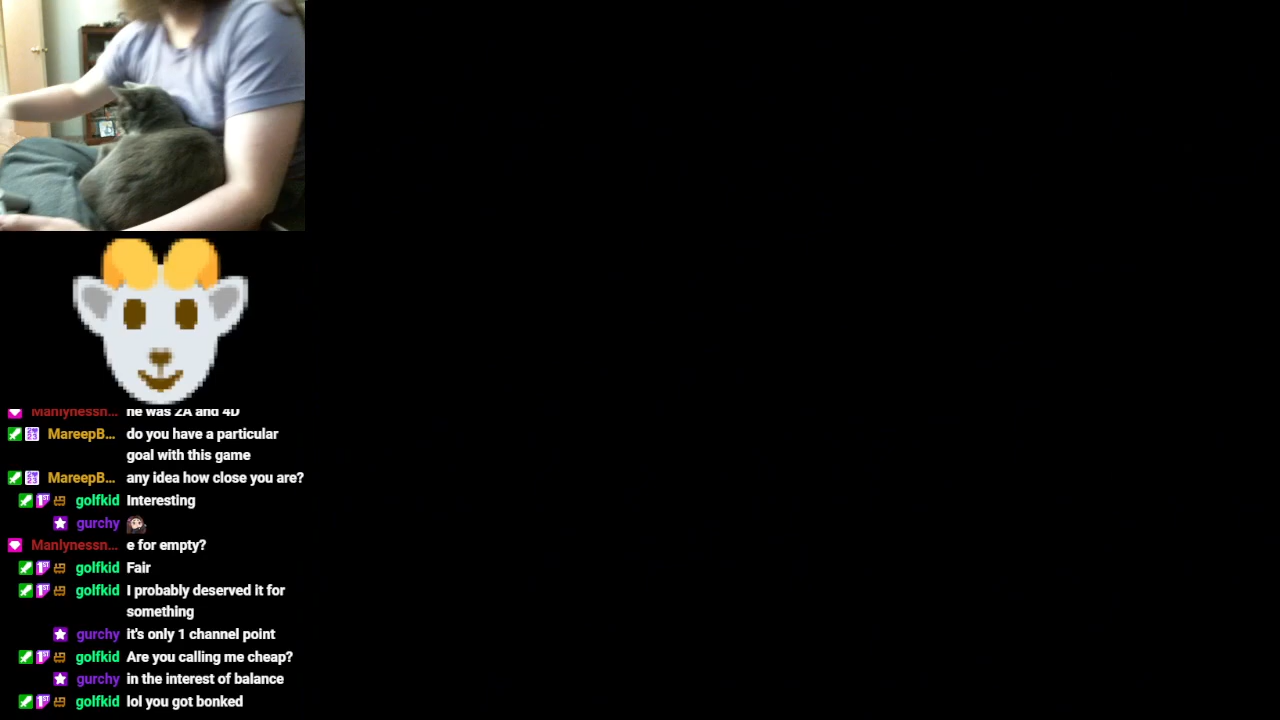 Manlynessn... he was 2A and 4D
MareepB... do you have a particular
goal with this game
MareepB... any idea how close you are?
golfkid Interesting
gurchy
Manlynessn... e for empty?
golfkid Fair
golfkid I probably deserved it for
something
gurchy it's only 1 channel point
golfkid Are you calling me cheap?
gurchy in the interest of balance
golfkid lol you got bonked